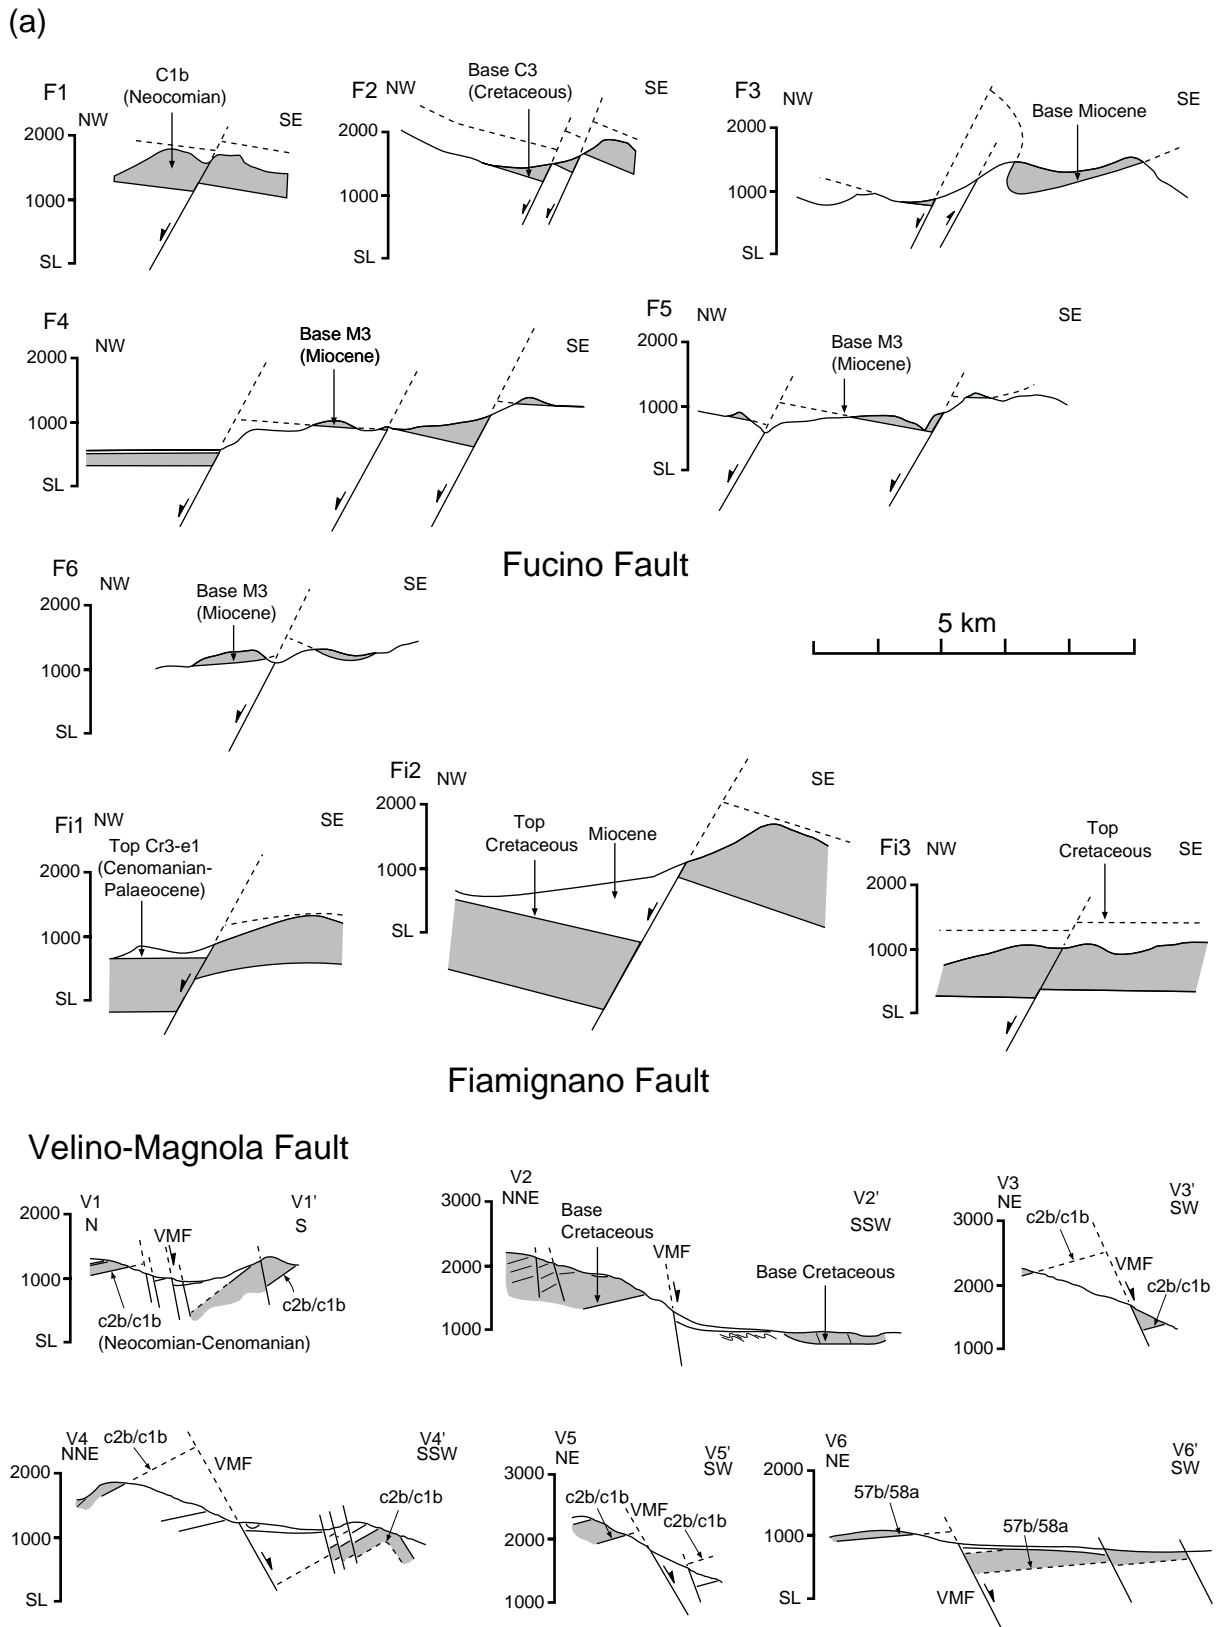 (a)
F1
NW
C1b
(Neocomian)
SE
2000
1000
SL
F2
NW
Base C3
(Cretaceous)
SE
2000
1000
SL
F3
NW
Base Miocene
SE
2000
1000
SL
F4
NW
Base M3
(Miocene)
SE
2000
1000
SL
F5
NW
Base M3
(Miocene)
SE
2000
1000
SL
Fucino Fault
F6
NW
Base M3
(Miocene)
SE
2000
1000
SL
5 km
Fi1
NW
Top Cr3-e1
(Cenomanian-
Palaeocene)
SE
2000
1000
SL
Fi2
NW
Top
Cretaceous
Miocene
SE
2000
1000
SL
Fi3
NW
Top
Cretaceous
SE
2000
1000
SL
Fiamignano Fault
Velino-Magnola Fault
V1
N
VMF
V1'
S
2000
1000
SL
c2b/c1b
(Neocomian-Cenomanian)
c2b/c1b
V2
NNE
Base
Cretaceous
VMF
V2'
SSW
Base Cretaceous
3000
2000
1000
V3
NE
c2b/c1b
VMF
V3'
SW
c2b/c1b
3000
2000
1000
V4
NNE
c2b/c1b
VMF
V4'
SSW
c2b/c1b
2000
1000
SL
V5
NE
c2b/c1b
VMF
V5'
SW
c2b/c1b
3000
2000
1000
V6
NE
57b/58a
57b/58a
V6'
SW
VMF
2000
1000
SL